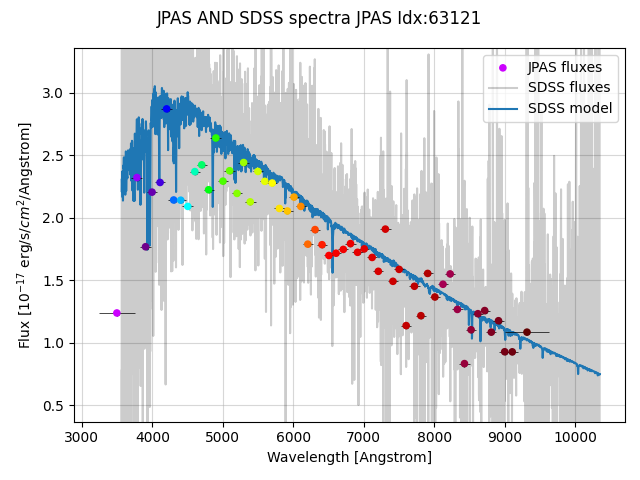 JPAS AND SDSS spectra JPAS Idx:63121
JPAS fluxes
SDSS fluxes
SDSS model
Flux [10⁻¹⁷ erg/s/cm²/Angstrom]
3.0
2.5
2.0
1.5
1.0
0.5
3000 4000 5000 6000 7000 8000 9000 10000
Wavelength [Angstrom]